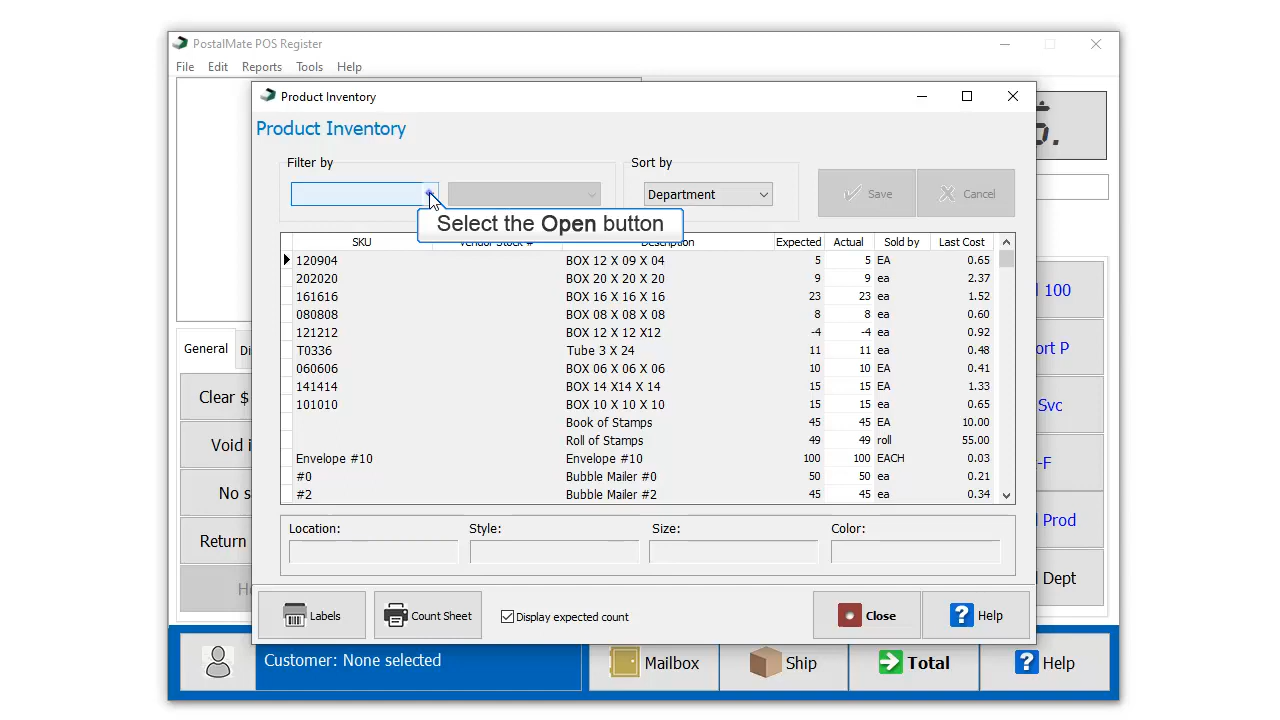 PostalMate POS Register
File Edit Reports Tools Help
Product Inventory
Product Inventory
Filter by
Sort by
Department
Save
Cancel
Select the Open button
SKU Vendor Stock # Description Expected Actual Sold by Last Cost
120904 BOX 12 X 09 X 04 5 5 EA 0.65
202020 BOX 20 X 20 X 20 9 9 ea 2.37
161616 BOX 16 X 16 X 16 23 23 ea 1.52
080808 BOX 08 X 08 X 08 8 8 ea 0.60
121212 BOX 12 X 12 X12 -4 -4 ea 0.92
T0336 Tube 3 X 24 11 11 ea 0.48
060606 BOX 06 X 06 X 06 10 10 EA 0.41
141414 BOX 14 X14 X 14 15 15 EA 1.33
101010 BOX 10 X 10 X 10 15 15 ea 0.65
Book of Stamps 45 45 EA 10.00
Roll of Stamps 49 49 roll 55.00
Envelope #10 Envelope #10 100 100 EACH 0.03
#0 Bubble Mailer #0 50 50 ea 0.21
#2 Bubble Mailer #2 45 45 ea 0.34
Location: Style: Size: Color:
Labels
Count Sheet
Display expected count
Close
Help
General Di
Clear $
Void i
No s
Return
H
l 100
ort P
Svc
-F
l Prod
l Dept
Customer: None selected
Mailbox
Ship
Total
Help